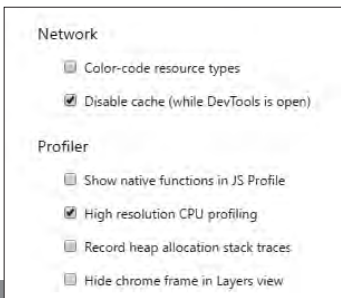 Network
Color-code resource types
Disable cache (while DevTools is open)
Profiler
Show native functions in JS Profile
High resolution CPU profiling
Record heap allocation stack traces
Hide chrome frame in Layers view